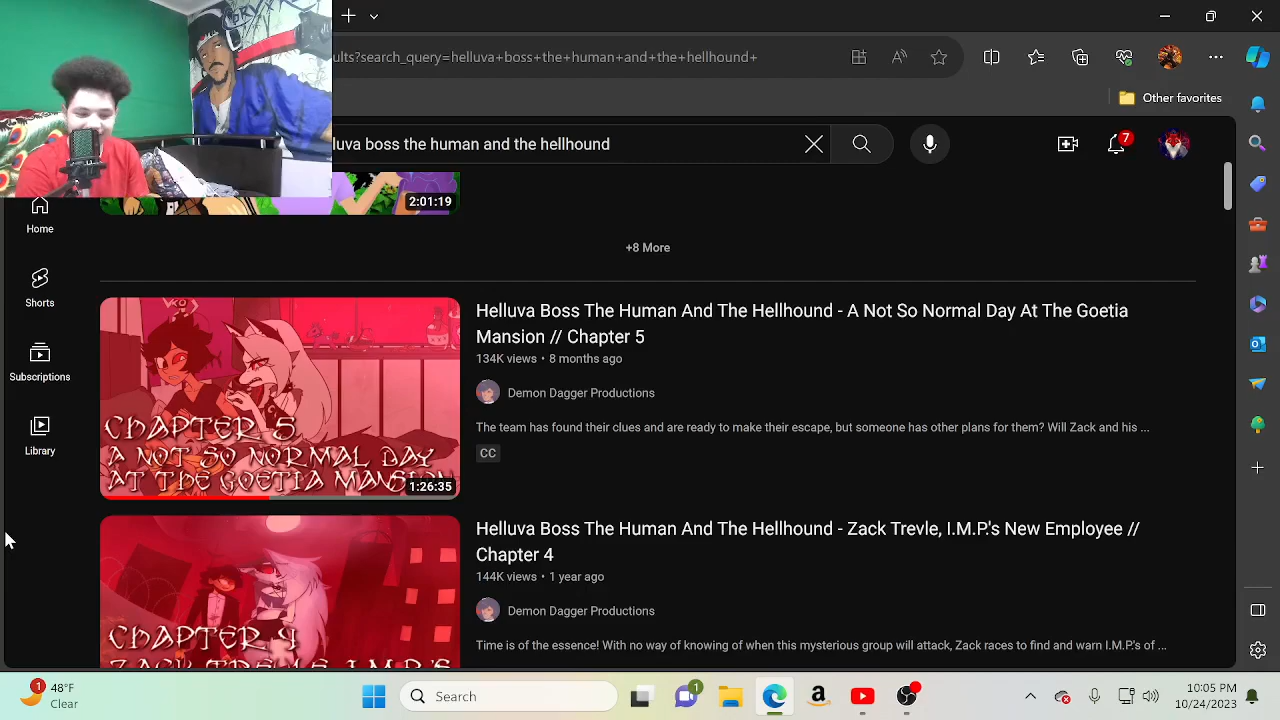 ults?search_query=helluva+boss+the+human+and+the+hellhound+
Other favorites
luva boss the human and the hellhound
7
2:01:19
Home
+8 More
Shorts
Subscriptions
Library
CHAPTER 5
A NOT SO NORMAL DAY
AT THE GOETIA MANSION
1:26:35
Helluva Boss The Human And The Hellhound - A Not So Normal Day At The Goetia
Mansion // Chapter 5
134K views • 8 months ago
Demon Dagger Productions
The team has found their clues and are ready to make their escape, but someone has other plans for them? Will Zack and his ...
CC
CHAPTER 4
Helluva Boss The Human And The Hellhound - Zack Trevle, I.M.P.'s New Employee //
Chapter 4
144K views • 1 year ago
Demon Dagger Productions
Time is of the essence! With no way of knowing of when this mysterious group will attack, Zack races to find and warn I.M.P.'s of ...
1
48°F
Clear
Search
1
10:05 PM
10/24/2023